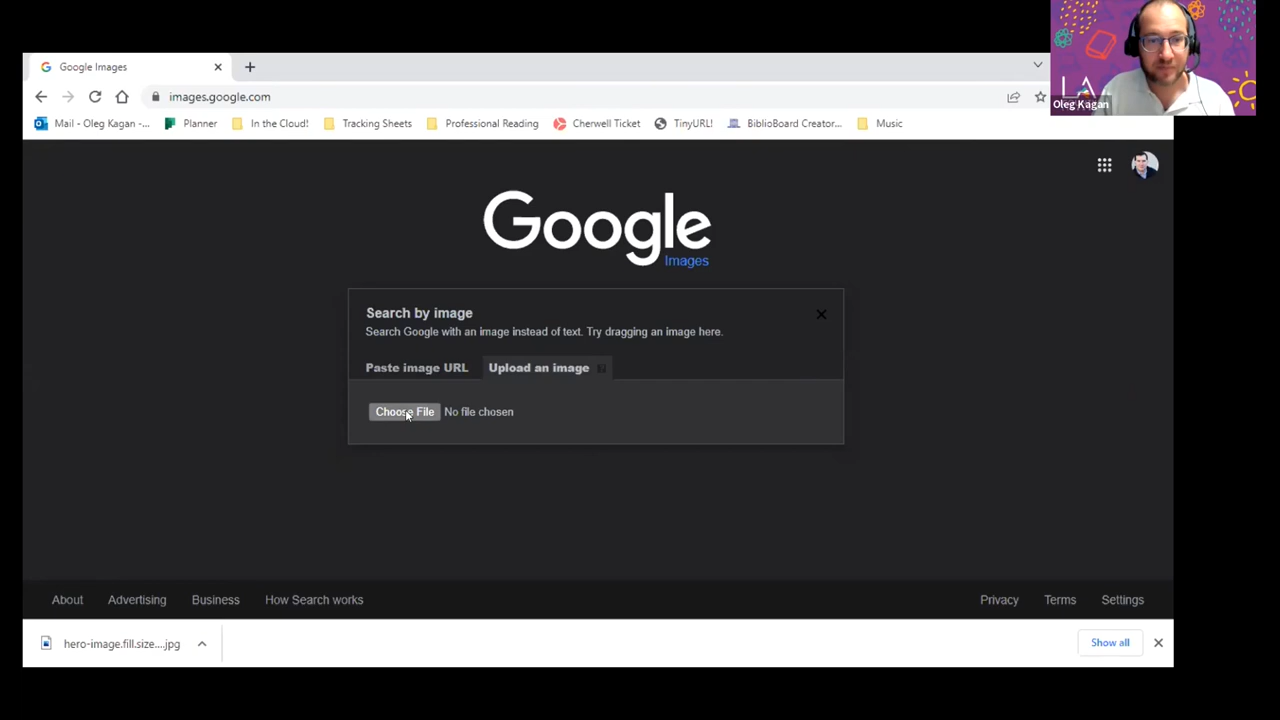 Google Images
images.google.com
Mail - Oleg Kagan -... Planner In the Cloud! Tracking Sheets Professional Reading Cherwell Ticket TinyURL! BiblioBoard Creator... Music
LA
Oleg Kagan
Google
Images
Search by image
Search Google with an image instead of text. Try dragging an image here.
Paste image URL Upload an image ?
Choose File No file chosen
About Advertising Business How Search works Privacy Terms Settings
hero-image.fill.size....jpg Show all